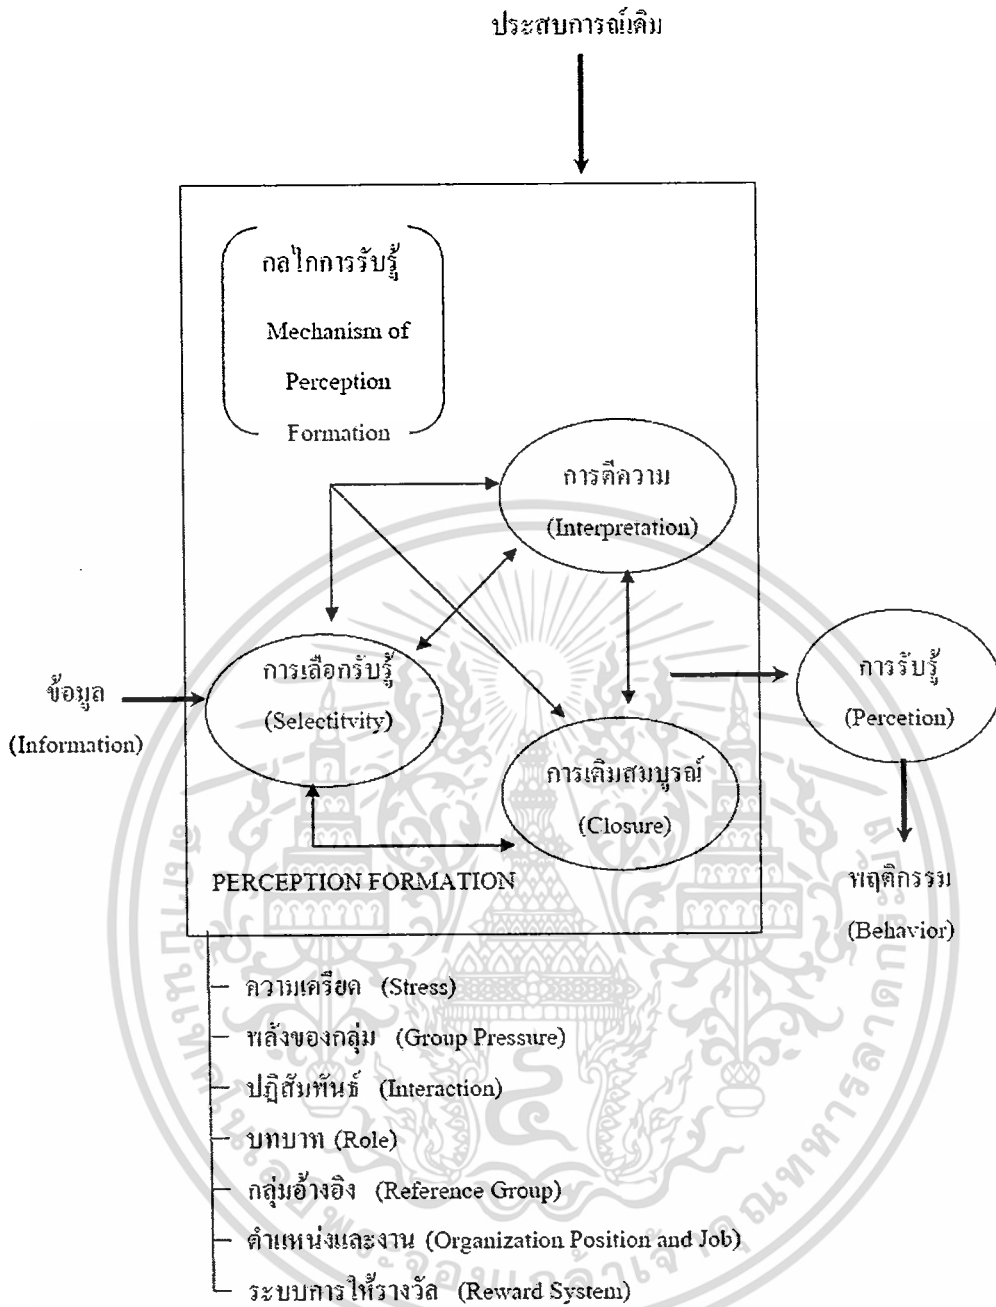 ประสบการณ์เดิม
กลไกการรับรู้
Mechanism of
Perception
Formation
การตีความ
(Interpretation)
การเลือกรับรู้
(Selectitvity)
ข้อมูล
(Information)
การรับรู้
(Percetion)
การเติมสมบูรณ์
(Closure)
PERCEPTION FORMATION
พฤติกรรม
(Behavior)
ความเครียด (Stress)
พลังของกลุ่ม (Group Pressure)
ปฏิสัมพันธ์ (Interaction)
บทบาท (Role)
กลุ่มอ้างอิง (Reference Group)
ตำแหน่งและงาน (Organization Position and Job)
ระบบการให้รางวัล (Reward System)